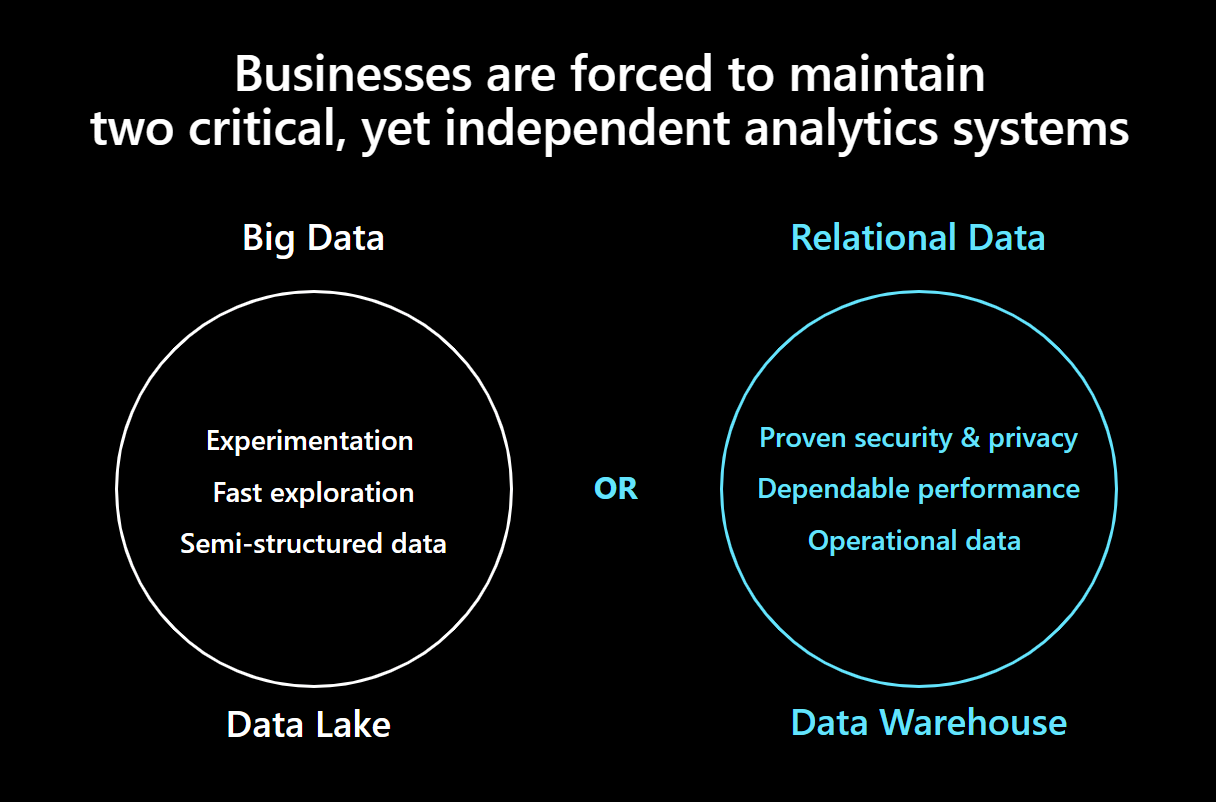 Businesses are forced to maintain
two critical, yet independent analytics systems
Big Data
Experimentation
Fast exploration
Semi-structured data
Data Lake
OR
Relational Data
Proven security & privacy
Dependable performance
Operational data
Data Warehouse